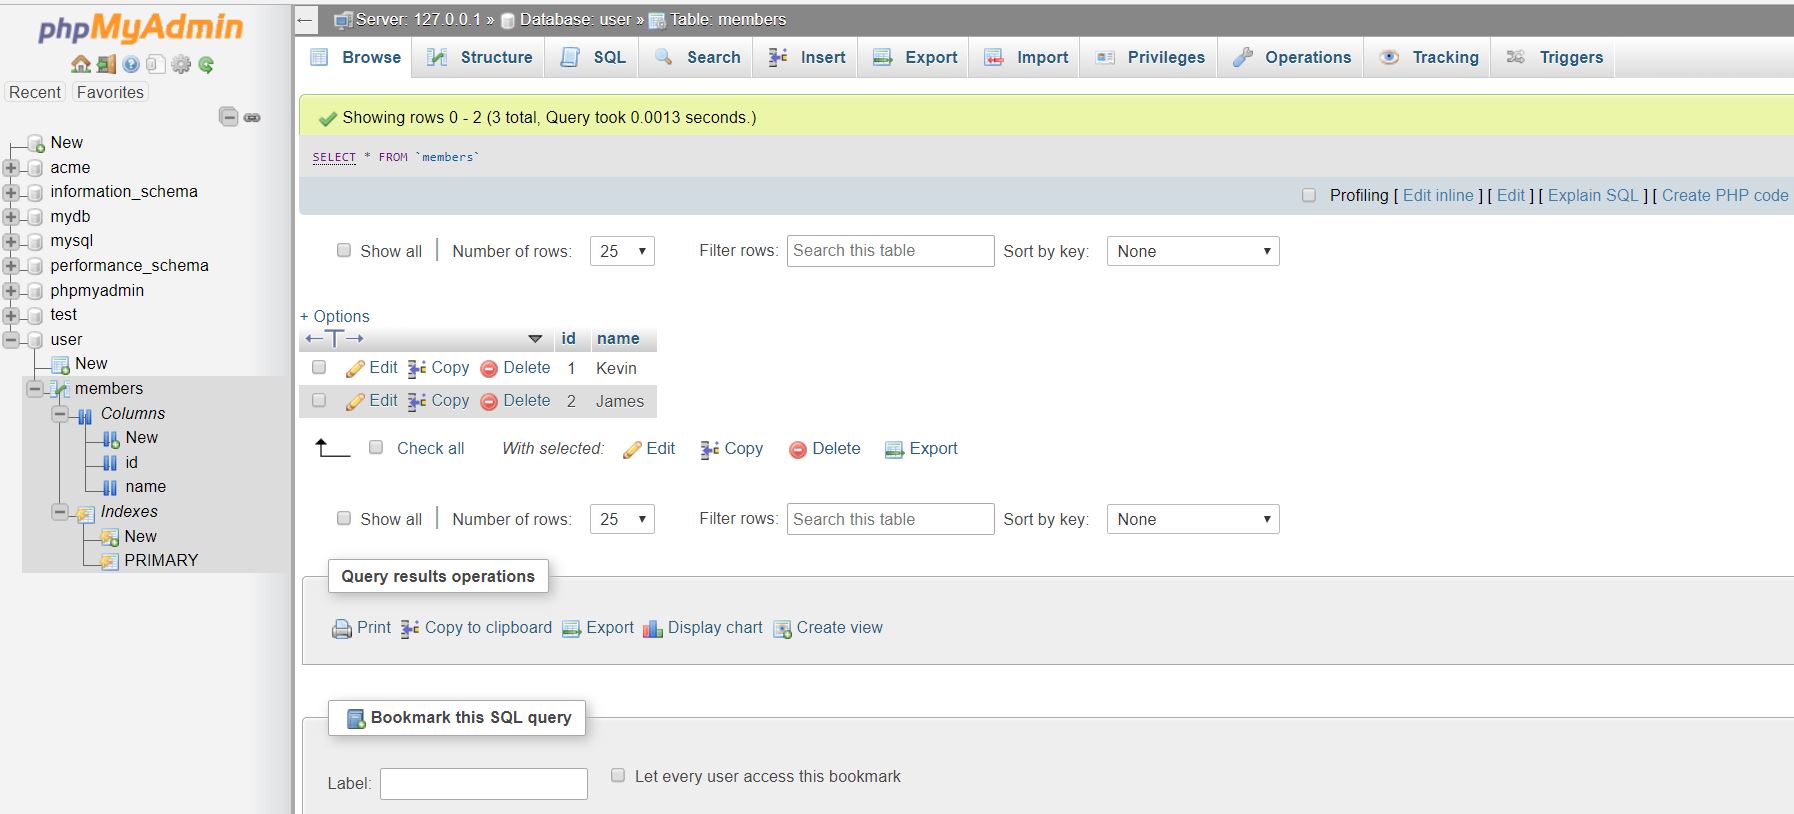 phpMyAdmin
Recent Favorites
New
acme
information_schema
mydb
mysql
performance_schema
phpmyadmin
test
user
New
members
Columns
New
id
name
Indexes
New
PRIMARY
Server: 127.0.0.1 » Database: user » Table: members
Browse Structure SQL Search Insert Export Import Privileges Operations Tracking Triggers
Showing rows 0 - 2 (3 total, Query took 0.0013 seconds.)
SELECT * FROM `members`
Profiling [ Edit inline ] [ Edit ] [ Explain SQL ] [ Create PHP code
Show all | Number of rows: 25 Filter rows: Search this table Sort by key: None
+ Options
←T→ id name
Edit Copy Delete 1 Kevin
Edit Copy Delete 2 James
Check all With selected: Edit Copy Delete Export
Show all | Number of rows: 25 Filter rows: Search this table Sort by key: None
Query results operations
Print Copy to clipboard Export Display chart Create view
Bookmark this SQL query
Label: Let every user access this bookmark